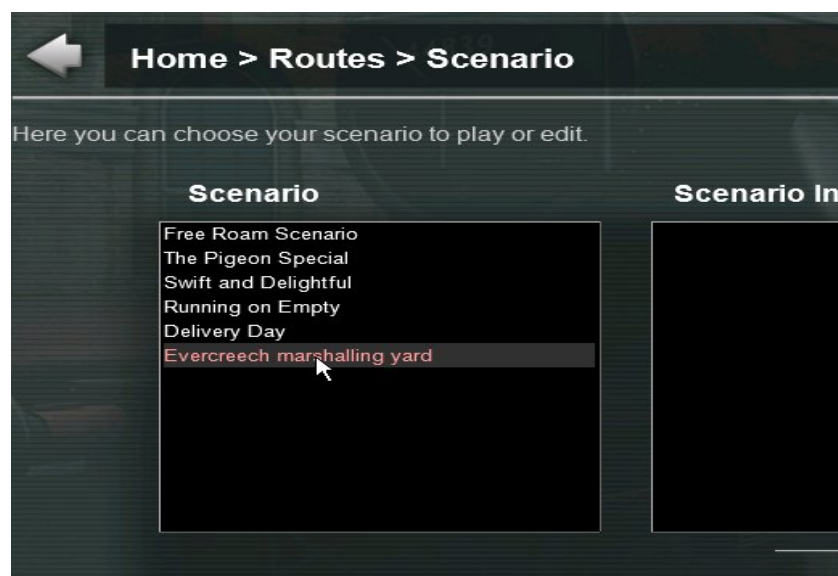 Home > Routes > Scenario
Here you can choose your scenario to play or edit.
Scenario
Free Roam Scenario
The Pigeon Special
Swift and Delightful
Running on Empty
Delivery Day
Evercreech marshalling yard
Scenario In